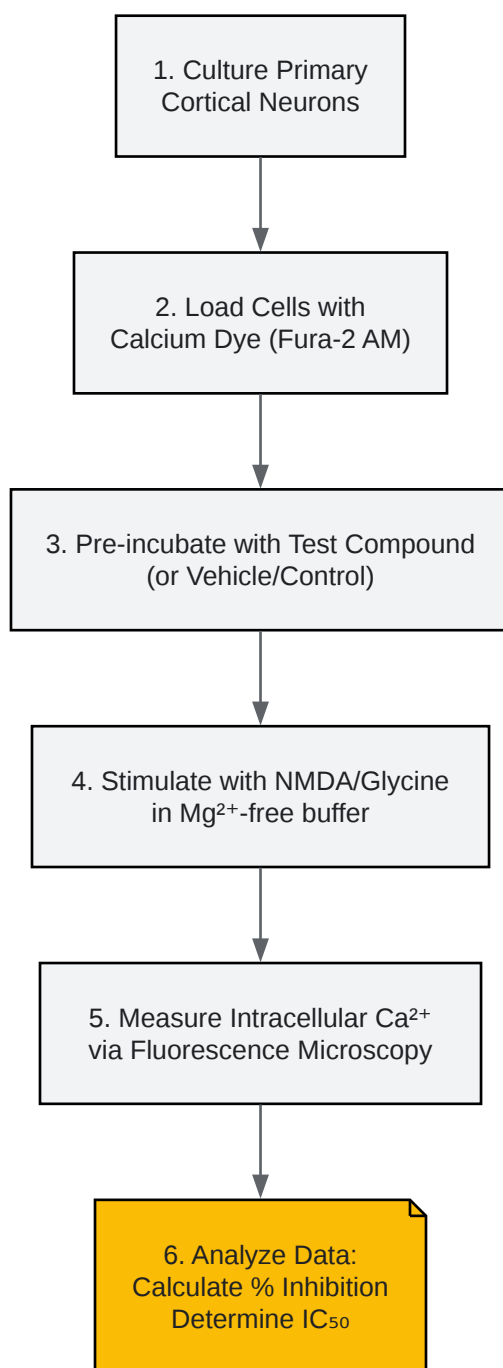 1. Culture Primary
Cortical Neurons
2. Load Cells with
Calcium Dye (Fura-2 AM)
3. Pre-incubate with Test Compound
(or Vehicle/Control)
4. Stimulate with NMDA/Glycine
in Mg²⁺-free buffer
5. Measure Intracellular Ca²⁺
via Fluorescence Microscopy
6. Analyze Data:
Calculate % Inhibition
Determine IC₅₀